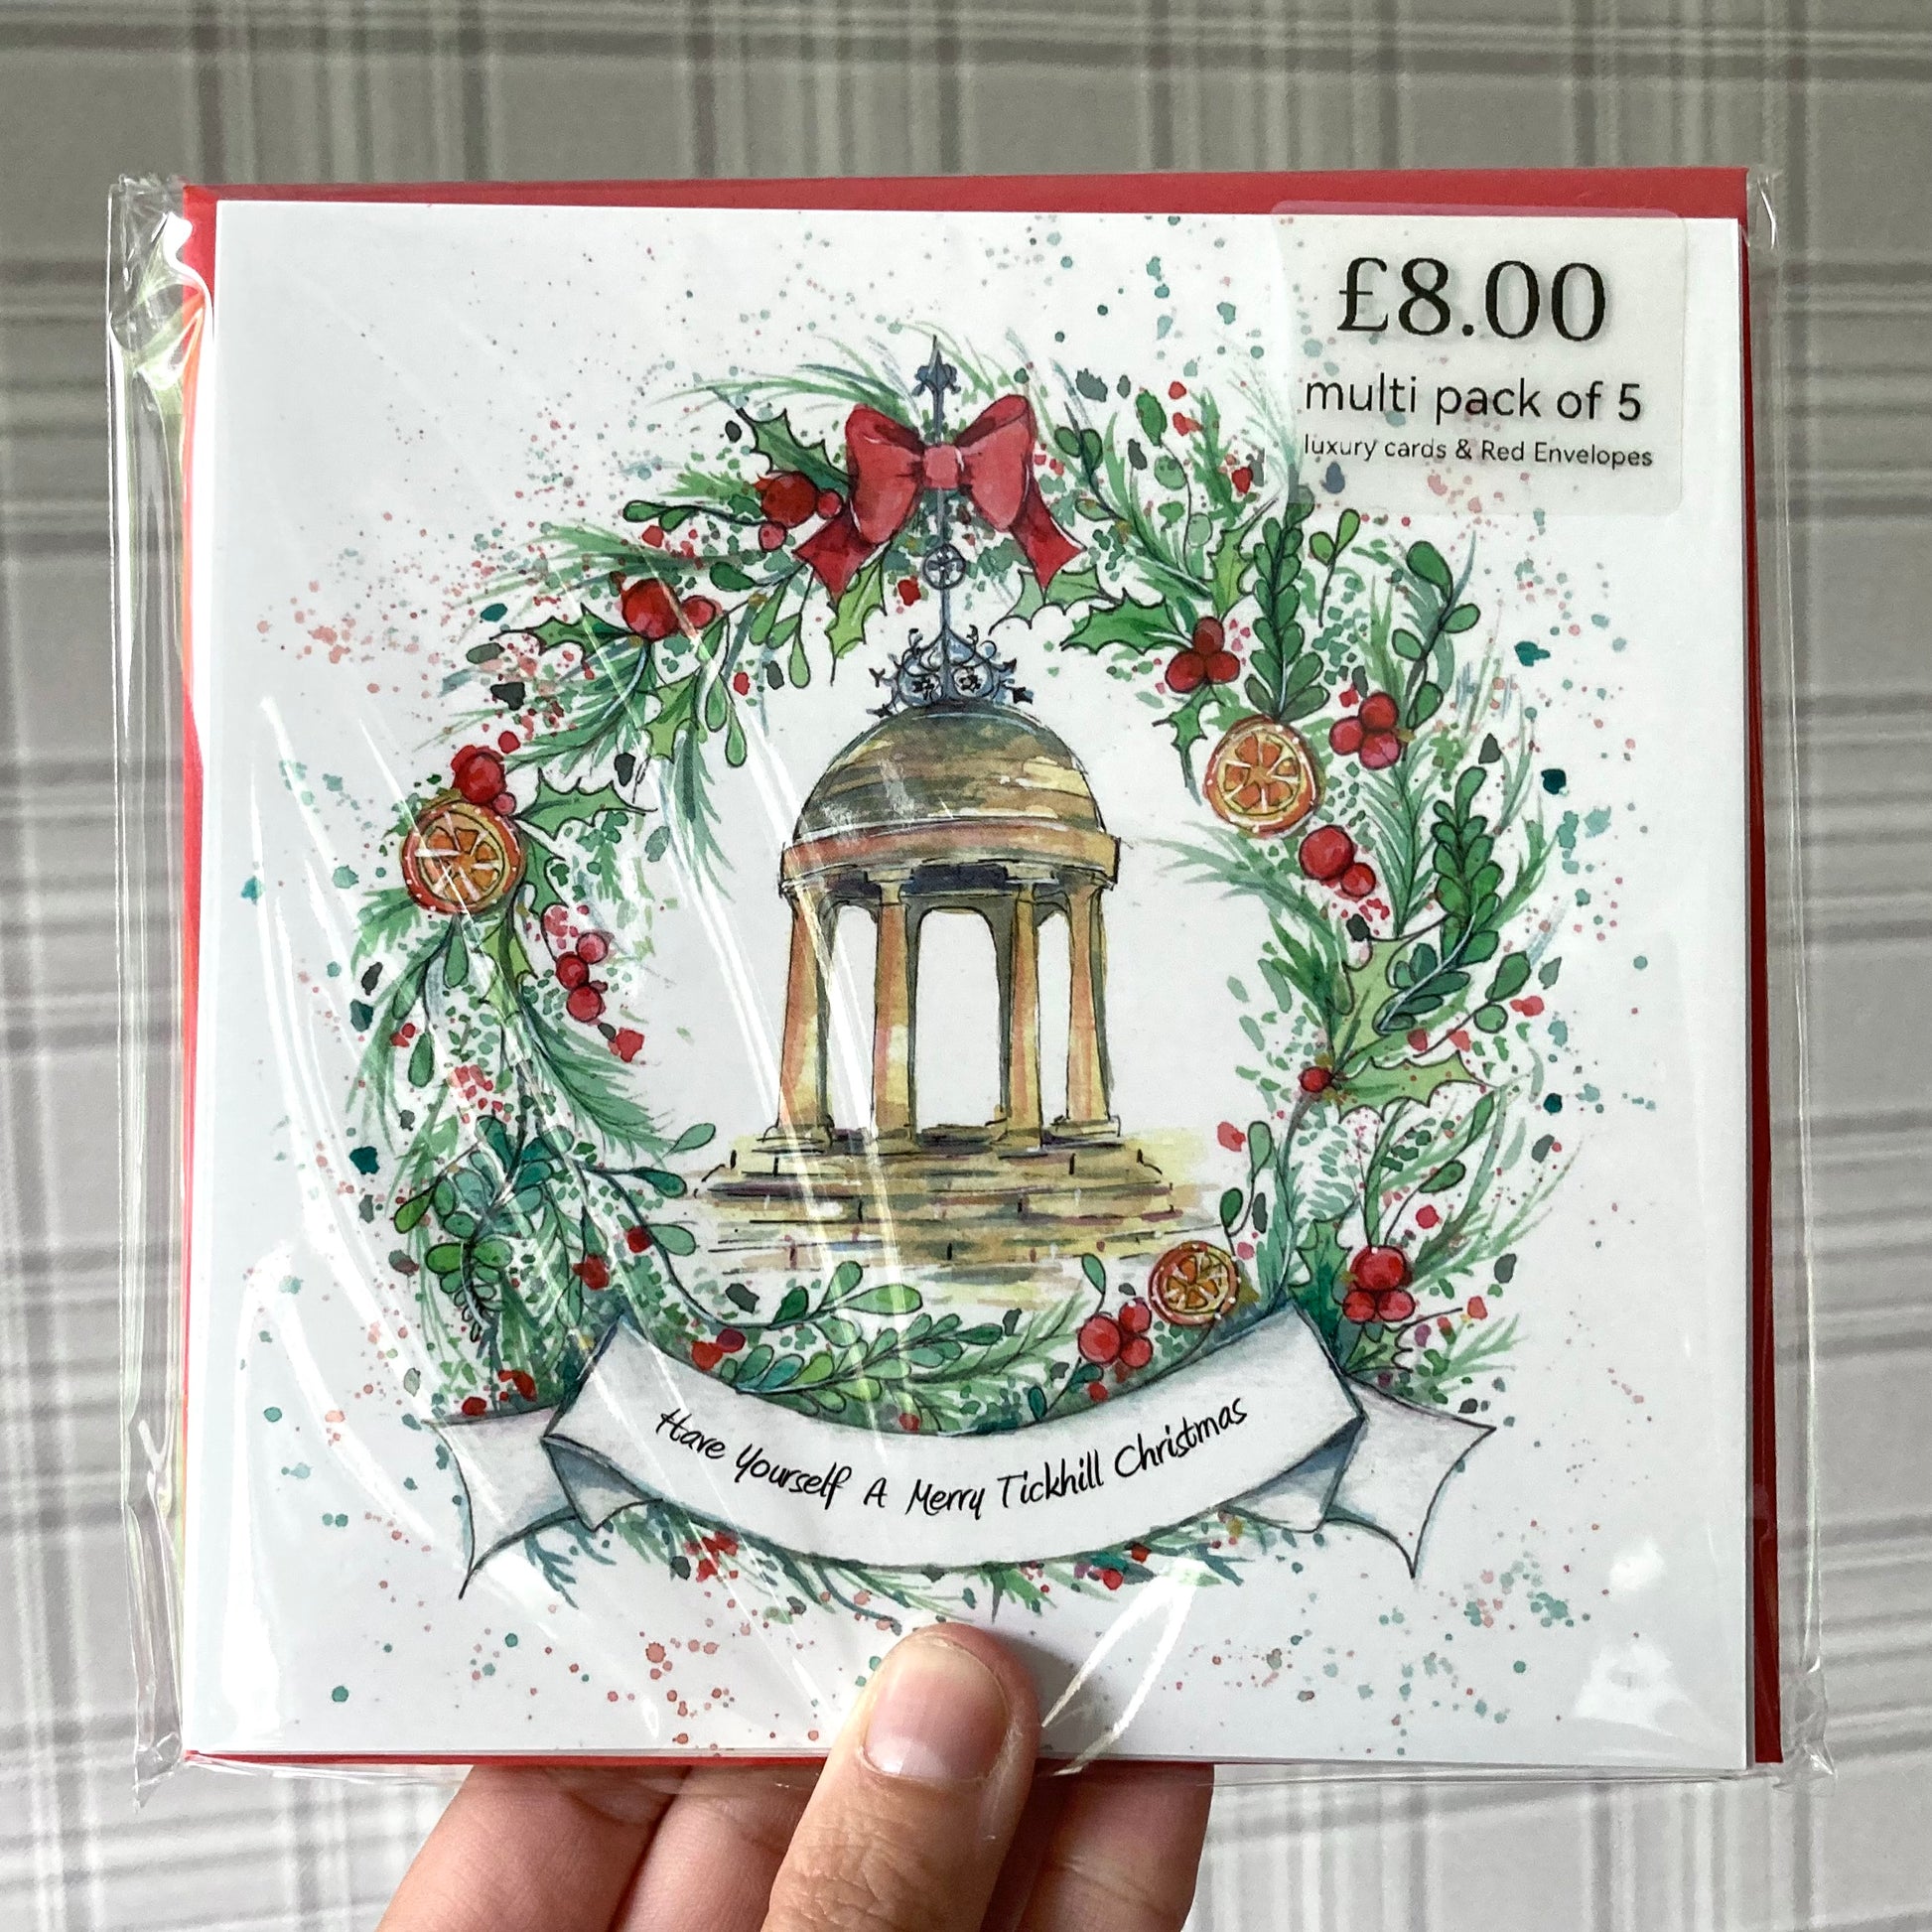 £8.00
multi pack of 5
luxury cards & Red Envelopes
Have Yourself A Merry Tickhill Christmas